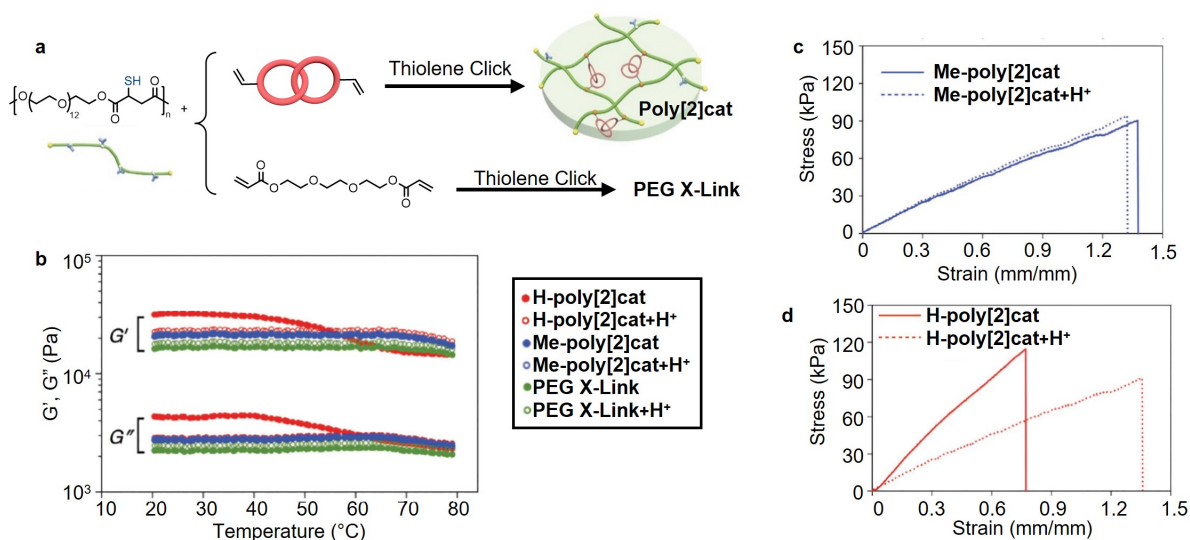 a
SH
O O O 12 O O O n
+
Thiolene Click
Poly[2]cat
O O O O O O
Thiolene Click
PEG X-Link
b
10⁵
10⁴
10³
G′, G″ (Pa)
G′
G″
10 20 30 40 50 60 70 80
Temperature (°C)
H-poly[2]cat
H-poly[2]cat+H⁺
Me-poly[2]cat
Me-poly[2]cat+H⁺
PEG X-Link
PEG X-Link+H⁺
c
150
120
90
60
30
0
Stress (kPa)
Me-poly[2]cat
Me-poly[2]cat+H⁺
0 0.3 0.6 0.9 1.2 1.5
Strain (mm/mm)
d
150
120
90
60
30
0
Stress (kPa)
H-poly[2]cat
H-poly[2]cat+H⁺
0 0.3 0.6 0.9 1.2 1.5
Strain (mm/mm)